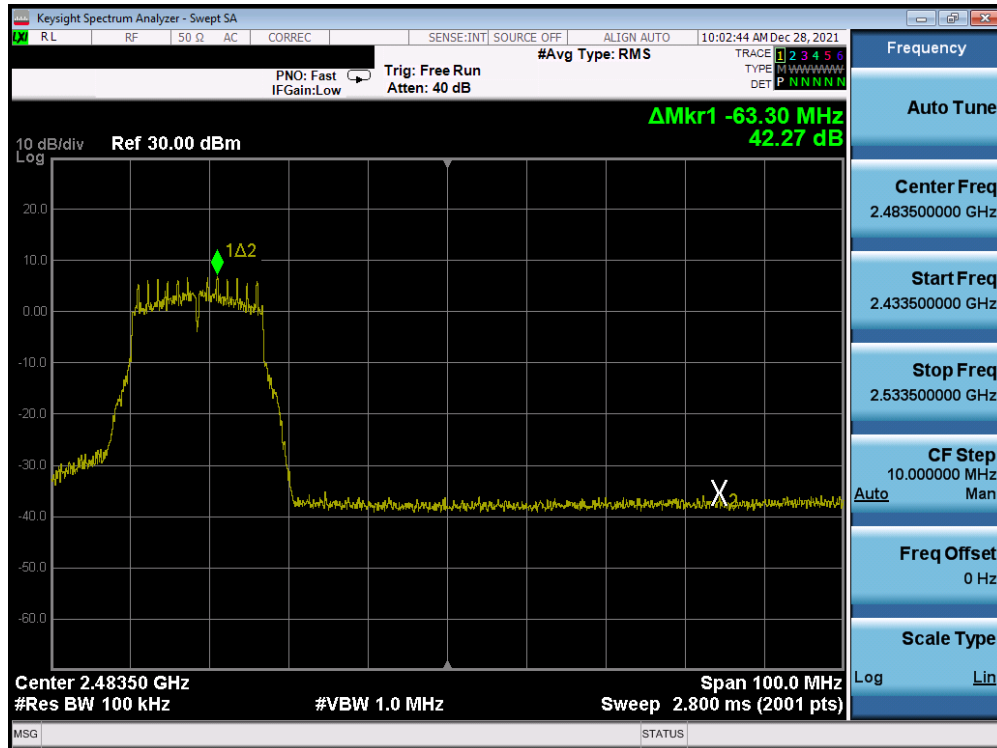 Keysight Spectrum Analyzer - Swept SA
LXI RL RF 50 Ω AC CORREC SENSE:INT SOURCE OFF ALIGN AUTO 10:02:44 AM Dec 28, 2021
#Avg Type: RMS
TRACE 1 2 3 4 5 6
PNO: Fast Trig: Free Run
TYPE M W W W W W
IFGain:Low Atten: 40 dB
DET P N N N N N
ΔMkr1 -63.30 MHz
42.27 dB
10 dB/div Ref 30.00 dBm
Log
20.0
1Δ2
10.0
0.00
-10.0
-20.0
-30.0
X2
-40.0
-50.0
-60.0
Center 2.48350 GHz Span 100.0 MHz
#Res BW 100 kHz #VBW 1.0 MHz Sweep 2.800 ms (2001 pts)
MSG STATUS
Frequency
Auto Tune
Center Freq
2.483500000 GHz
Start Freq
2.433500000 GHz
Stop Freq
2.533500000 GHz
CF Step
10.000000 MHz
Auto Man
Freq Offset
0 Hz
Scale Type
Log Lin